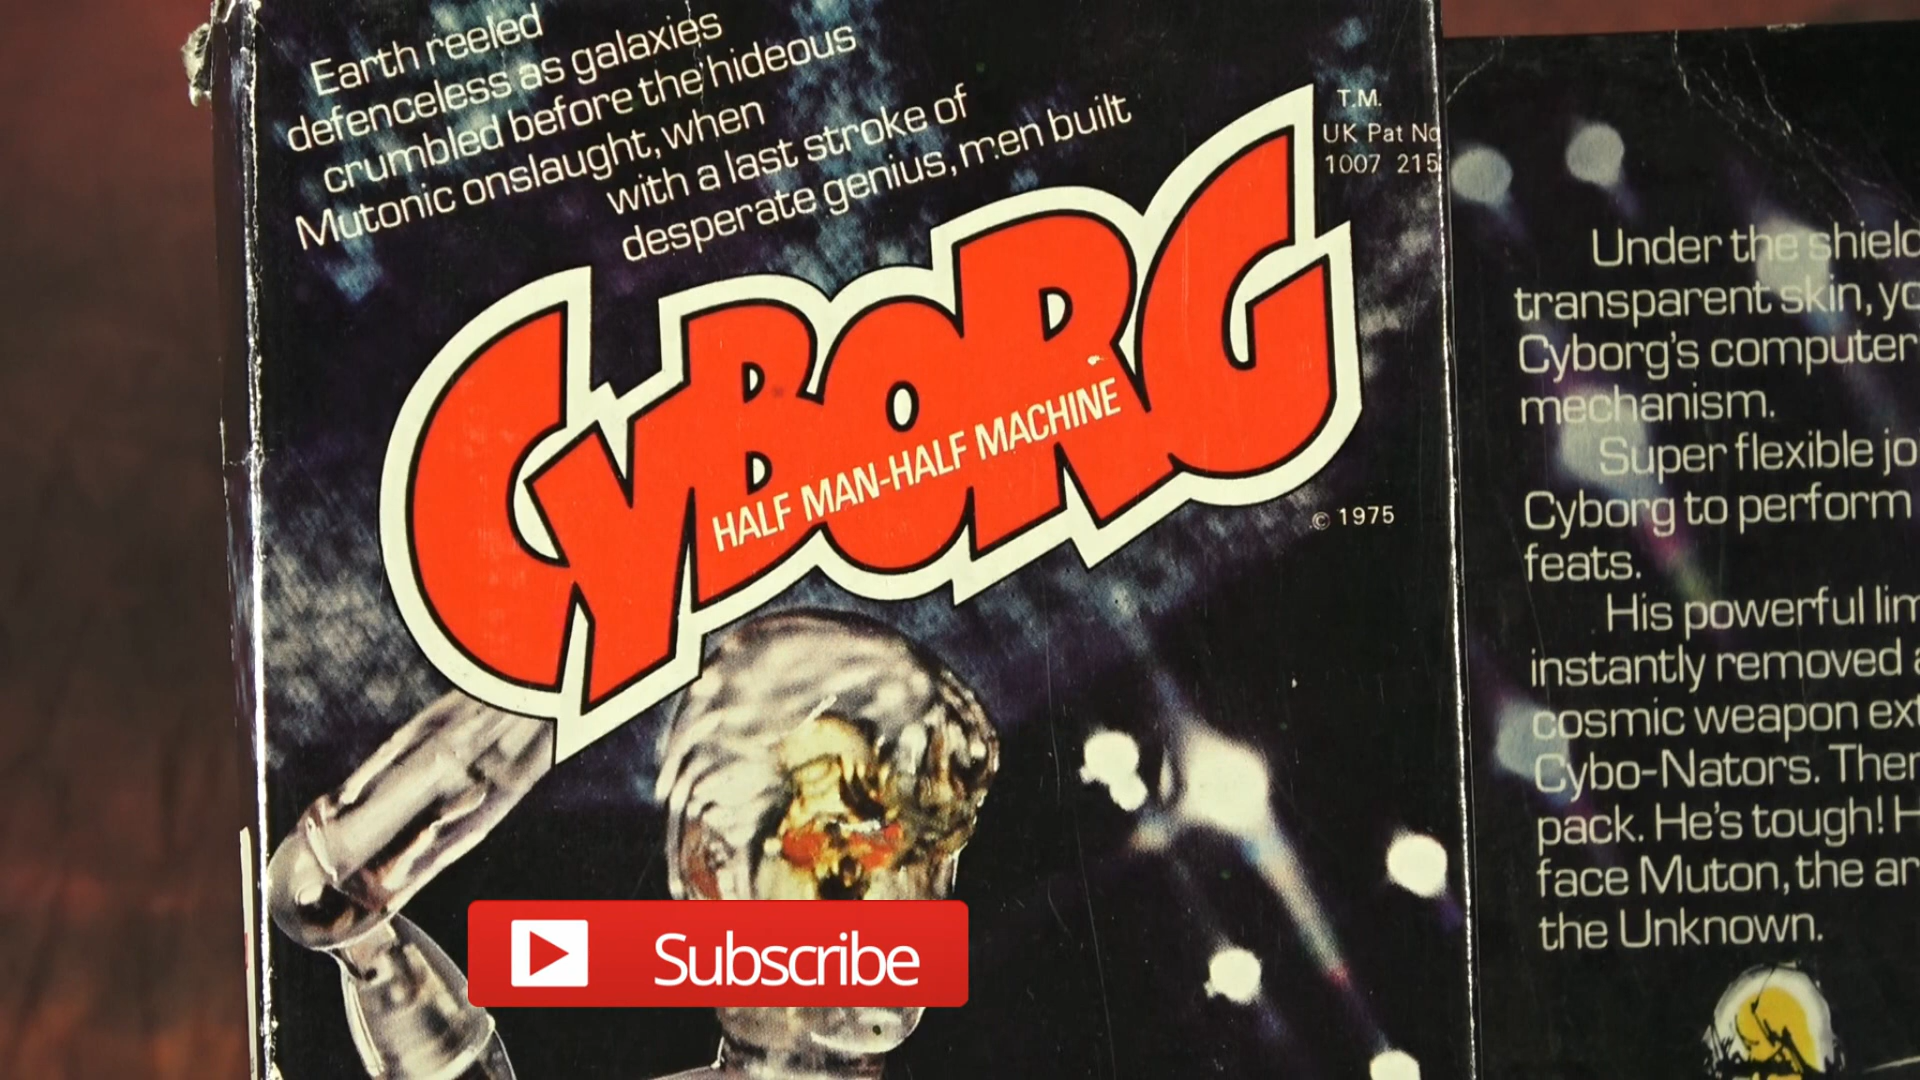 Earth reeled
defenceless as galaxies
crumbled before the hideous
Mutonic onslaught, when
with a last stroke of
desperate genius, men built
CYBORG
HALF MAN-HALF MACHINE
T.M.
UK Pat No
1007 215
© 1975
Subscribe
Under the
transparent skin,
Cyborg's computer
mechanism.
Super flexible
Cyborg to perform
feats.
His powerful
instantly removed
cosmic weapon
Cybo-Nators.
pack. He's tough!
face Muton, the
the Unknown.